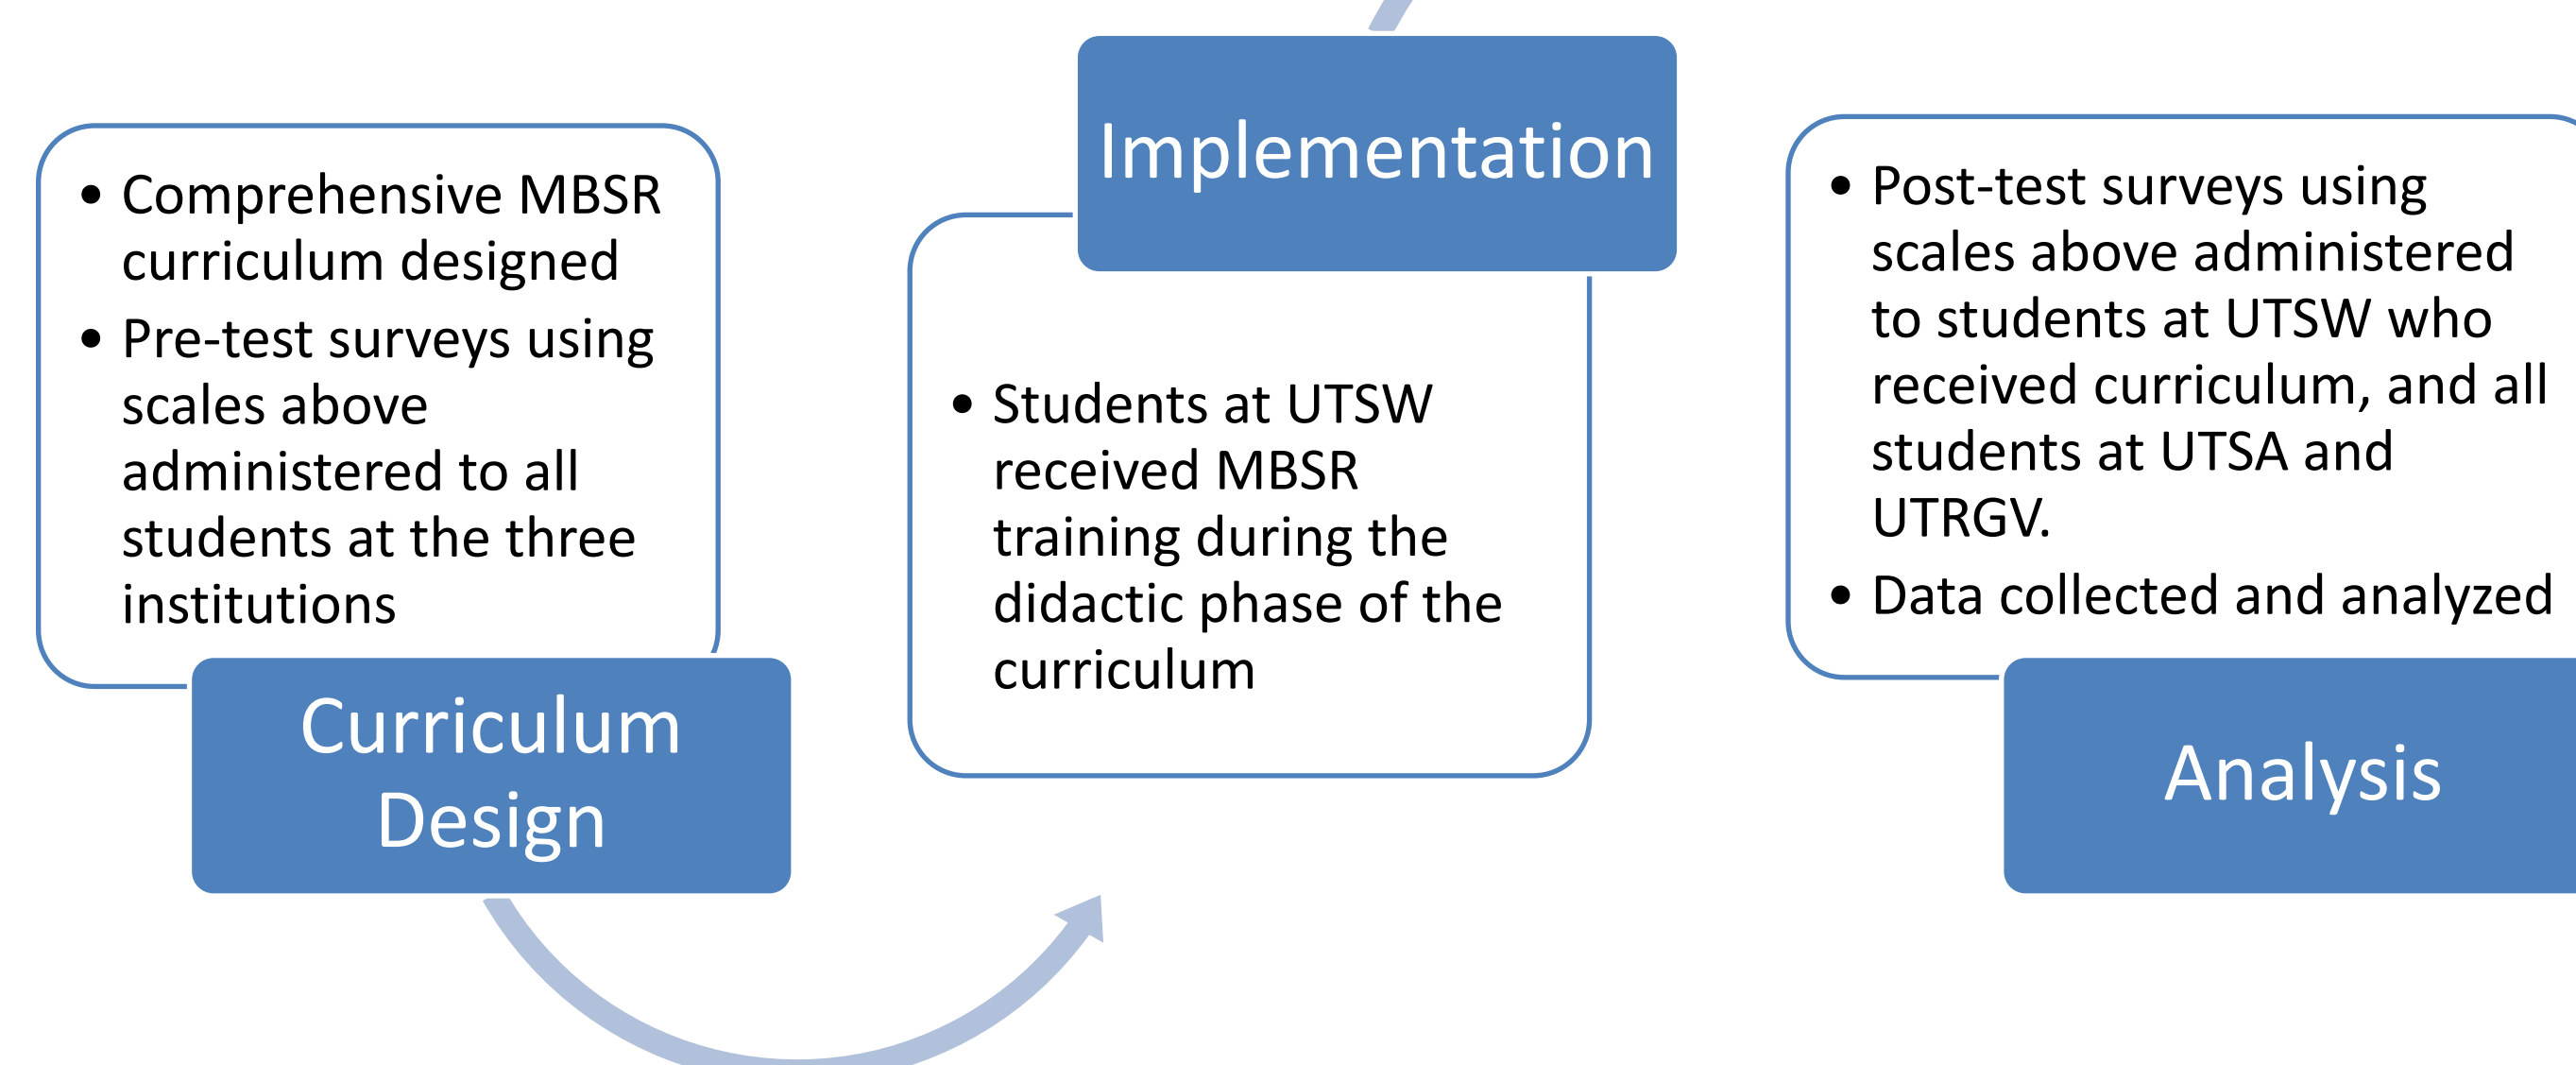 • Comprehensive MBSR
curriculum designed
• Pre-test surveys using
scales above
administered to all
students at the three
institutions
Curriculum
Design
Implementation
• Students at UTSW
received MBSR
training during the
didactic phase of the
curriculum
• Post-test surveys using
scales above administered
to students at UTSW who
received curriculum, and all
students at UTSA and
UTRGV.
• Data collected and analyzed
Analysis